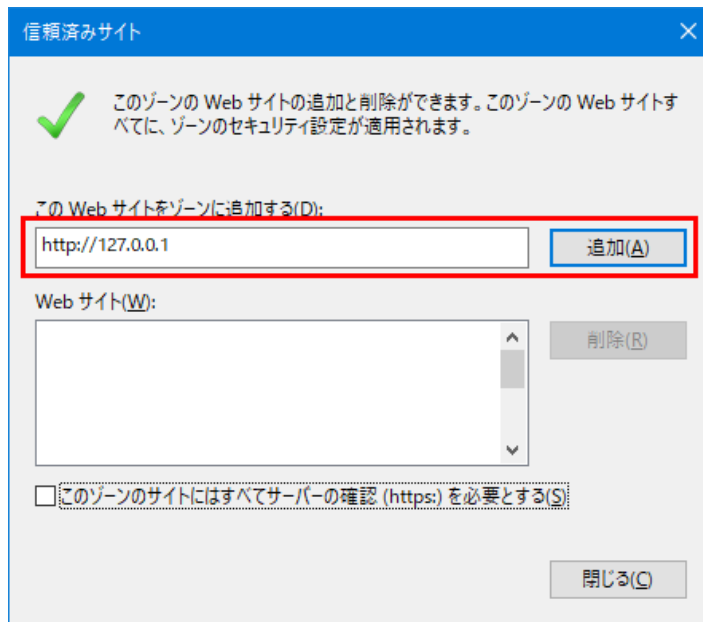 信頼済みサイト
このゾーンの Web サイトの追加と削除ができます。このゾーンの Web サイトす
べてに、ゾーンのセキュリティ設定が適用されます。
この Web サイトをゾーンに追加する(D):
http://127.0.0.1
追加(A)
Web サイト(W):
削除(R)
このゾーンのサイトにはすべてサーバーの確認 (https:) を必要とする(S)
閉じる(C)